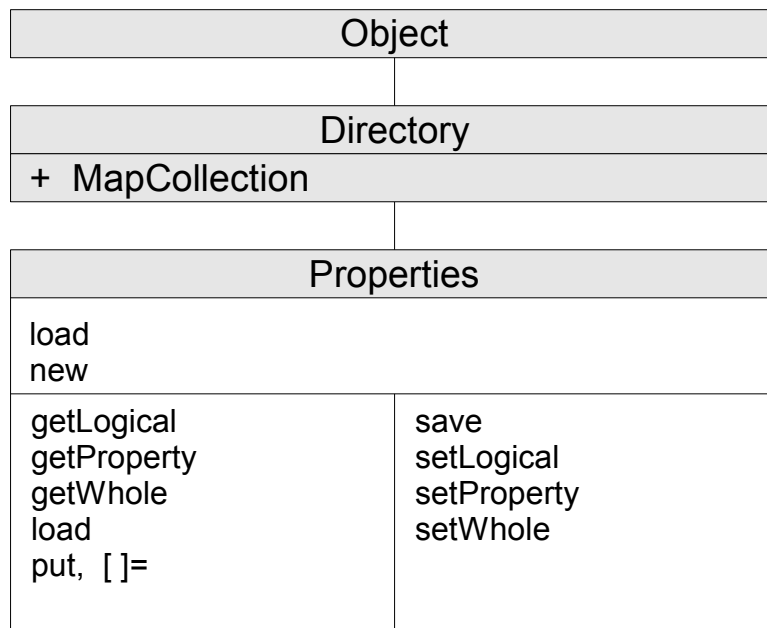 Object
Directory
+ MapCollection
Properties
load
new
getLogical
getProperty
getWhole
load
put, [ ]=
save
setLogical
setProperty
setWhole